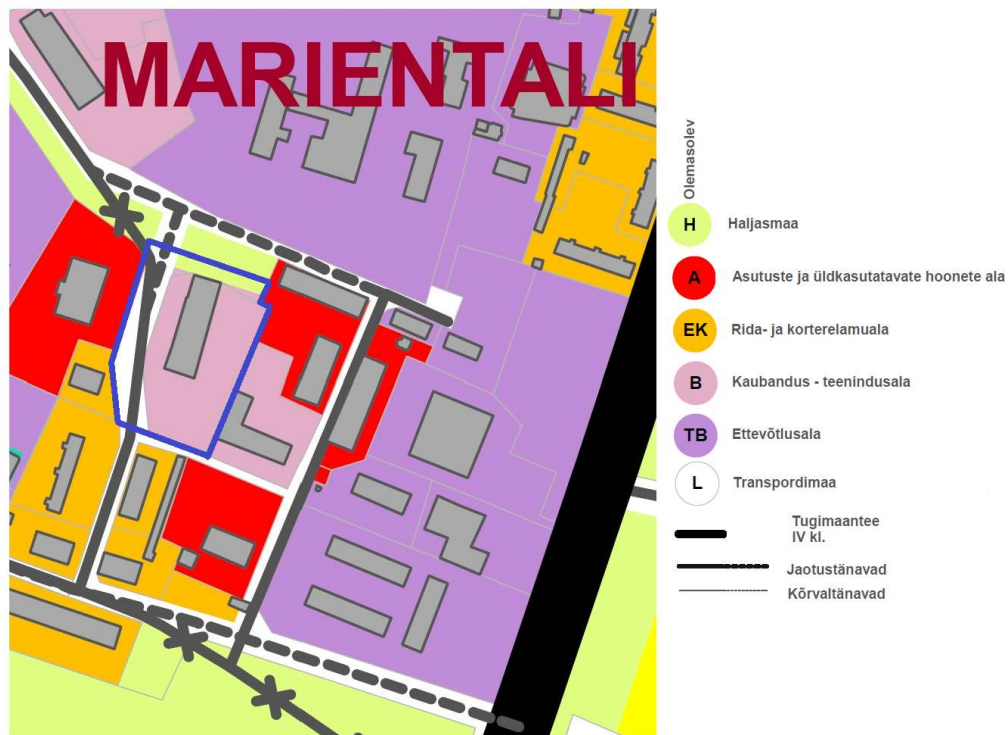 MARIENTALI
Olemasolev
H Haljasmaa
A Asutuste ja üldkasutatavate hoonete ala
EK Rida- ja korterelamuala
B Kaubandus - teenindusala
TB Ettevõtlusala
L Transpordimaa
Tugimaantee
IV kl.
Jaotustänavad
Kõrvaltänavad